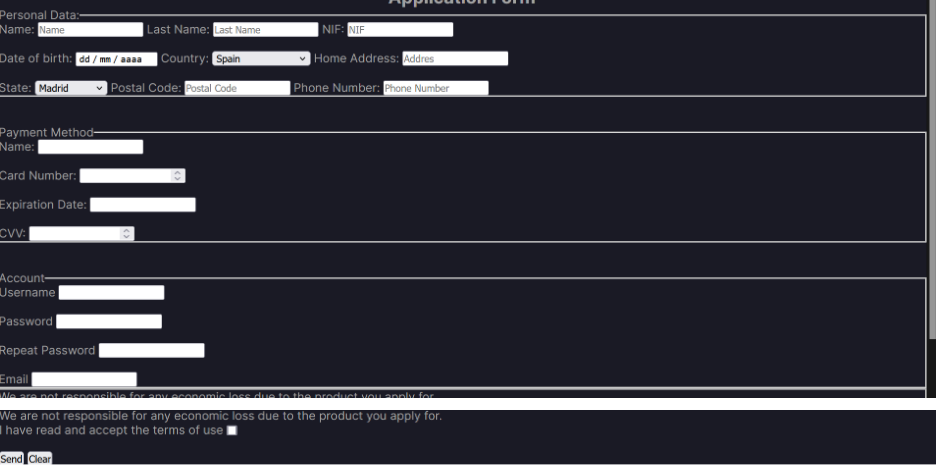 Application Form
Personal Data:
Name: Name Last Name: Last Name NIF: NIF
Date of birth: dd / mm / aaaa Country: Spain Home Address: Addres
State: Madrid Postal Code: Postal Code Phone Number: Phone Number
Payment Method
Name:
Card Number:
Expiration Date:
CVV:
Account
Username
Password
Repeat Password
Email
We are not responsible for any economic loss due to the product you apply for.
We are not responsible for any economic loss due to the product you apply for.
I have read and accept the terms of use
Send Clear